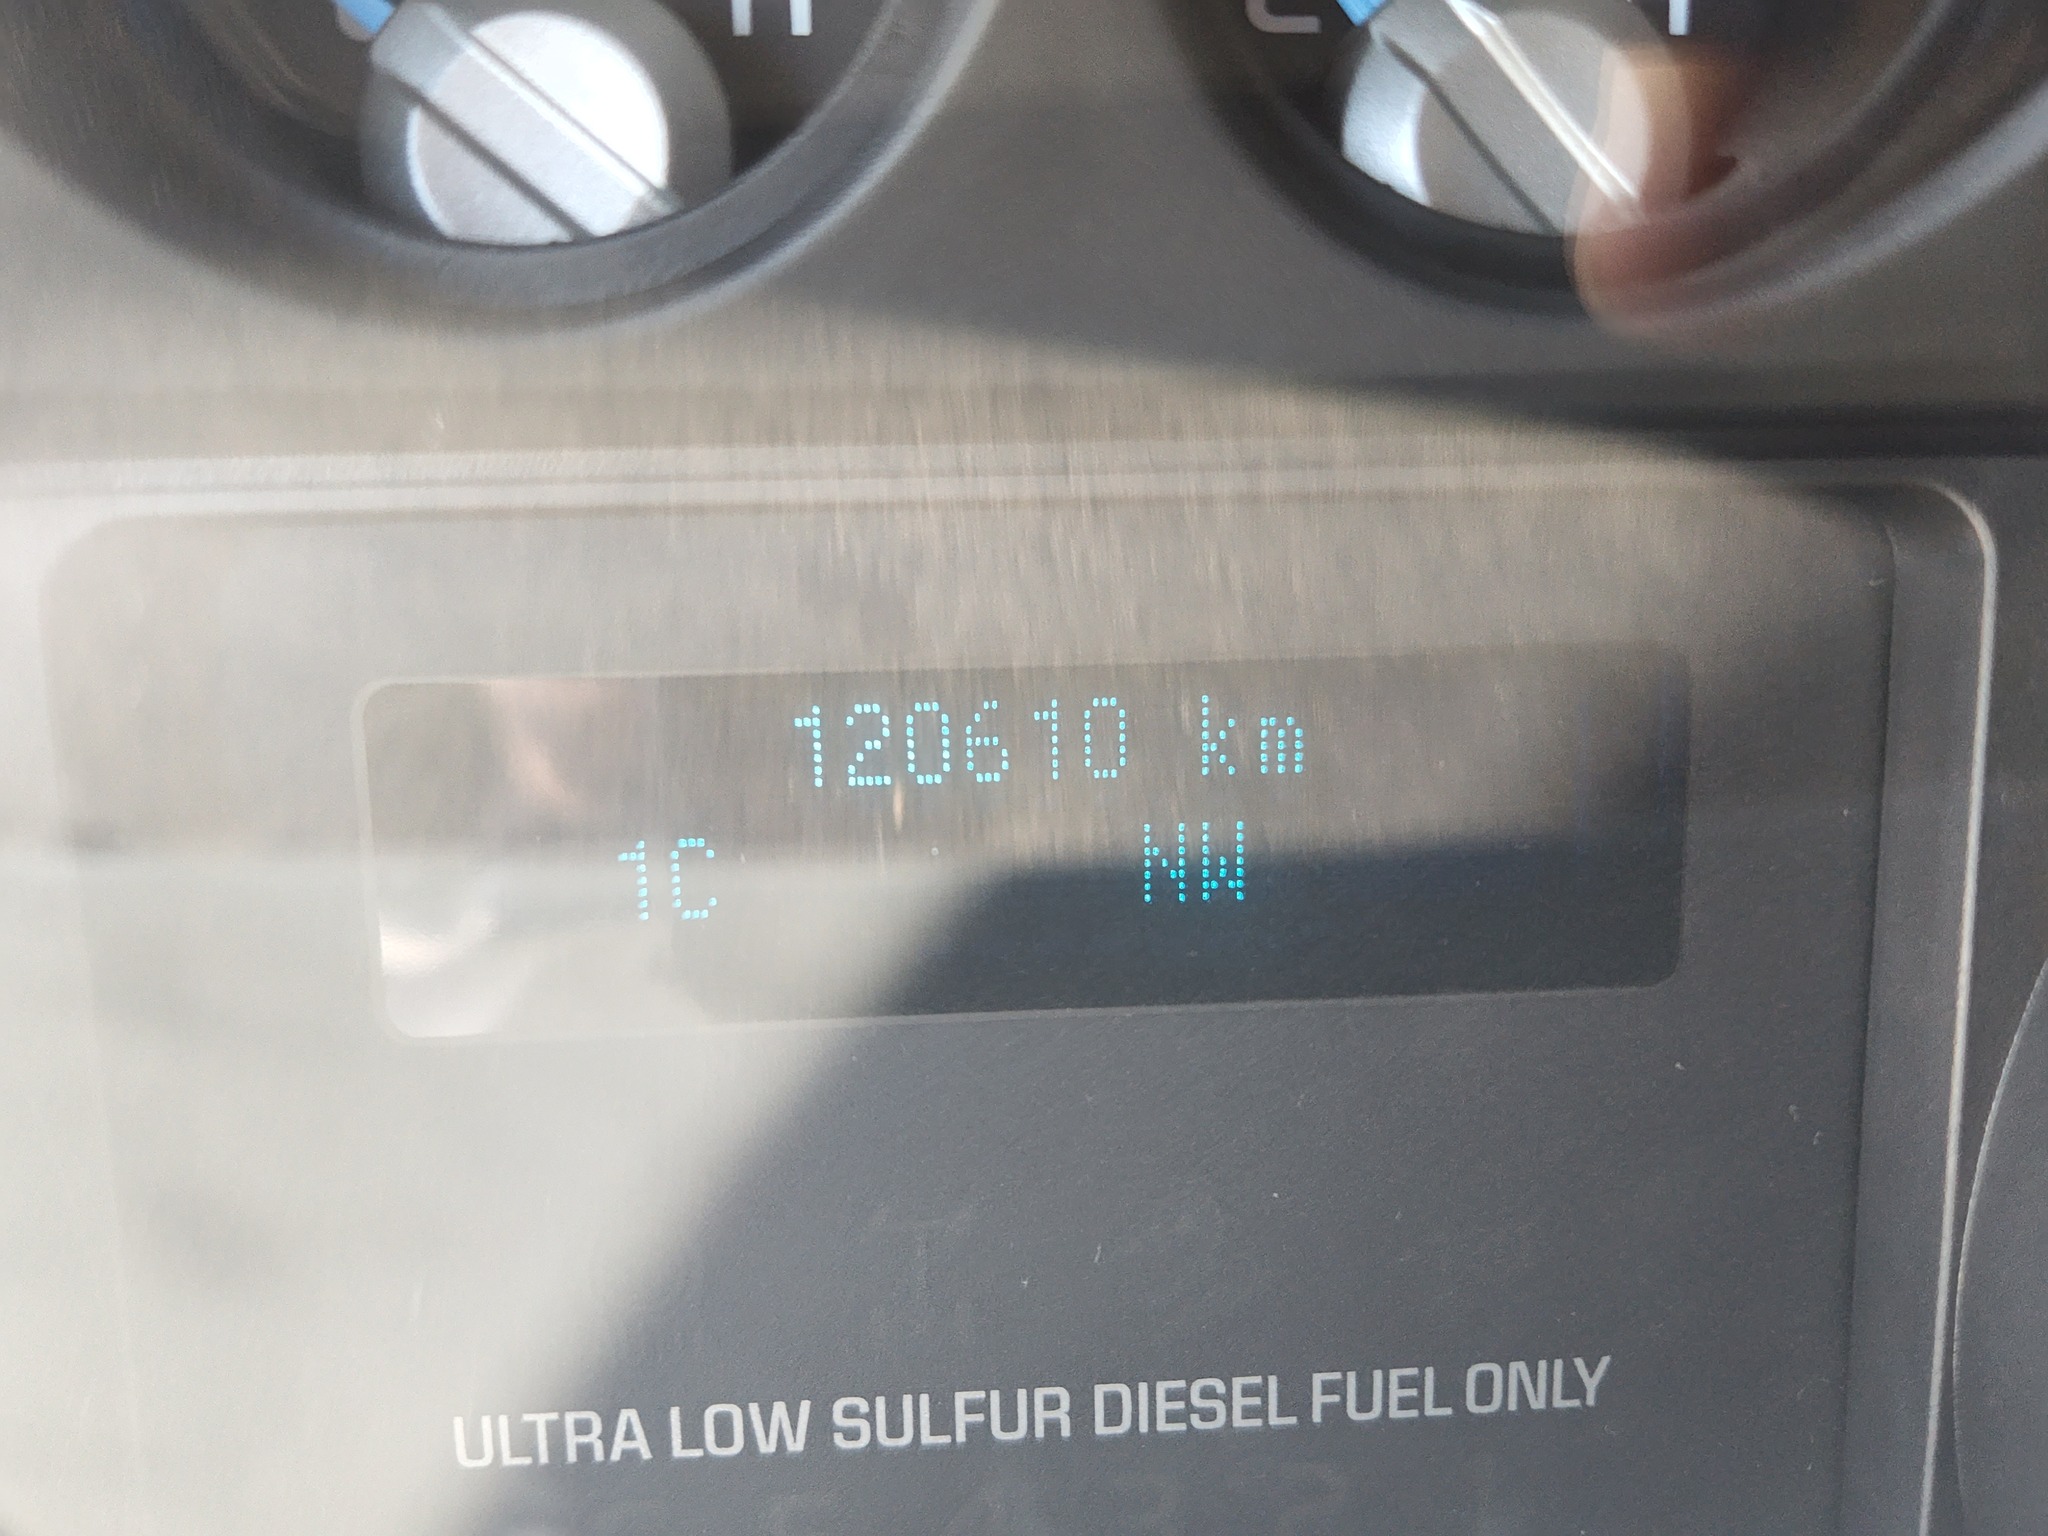 H
120610 km
1C NW
ULTRA LOW SULFUR DIESEL FUEL ONLY